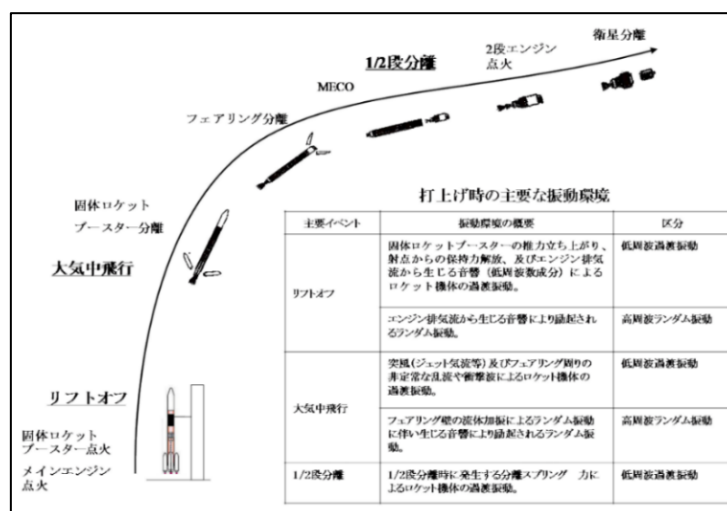 衛星分離
2段エンジン
点火
1/2段分離
MECO
フェアリング分離
固体ロケット
ブースター分離
大気中飛行
リフトオフ
固体ロケット
ブースター点火
メインエンジン
点火
打上げ時の主要な振動環境
主要イベント 振動環境の概要 区分
リフトオフ
固体ロケットブースターの推力立ち上がり、
射点からの保持力解放、及びエンジン排気
流から生じる音響(低周波数成分)による
ロケット機体の過渡振動。
低周波過渡振動
エンジン排気流から生じる音響により励起され
るランダム振動。
高周波ランダム振動
大気中飛行
突風(ジェット気流等)及びフェアリング周りの
非定常な乱流や衝撃波によるロケット機体の
過渡振動。
低周波過渡振動
フェアリング壁の流体加振によるランダム振動
に伴い生じる音響により励起されるランダム振
動。
高周波ランダム振動
1/2段分離
1/2段分離時に発生する分離スプリング 力に
よるロケット機体の過渡振動。
低周波過渡振動